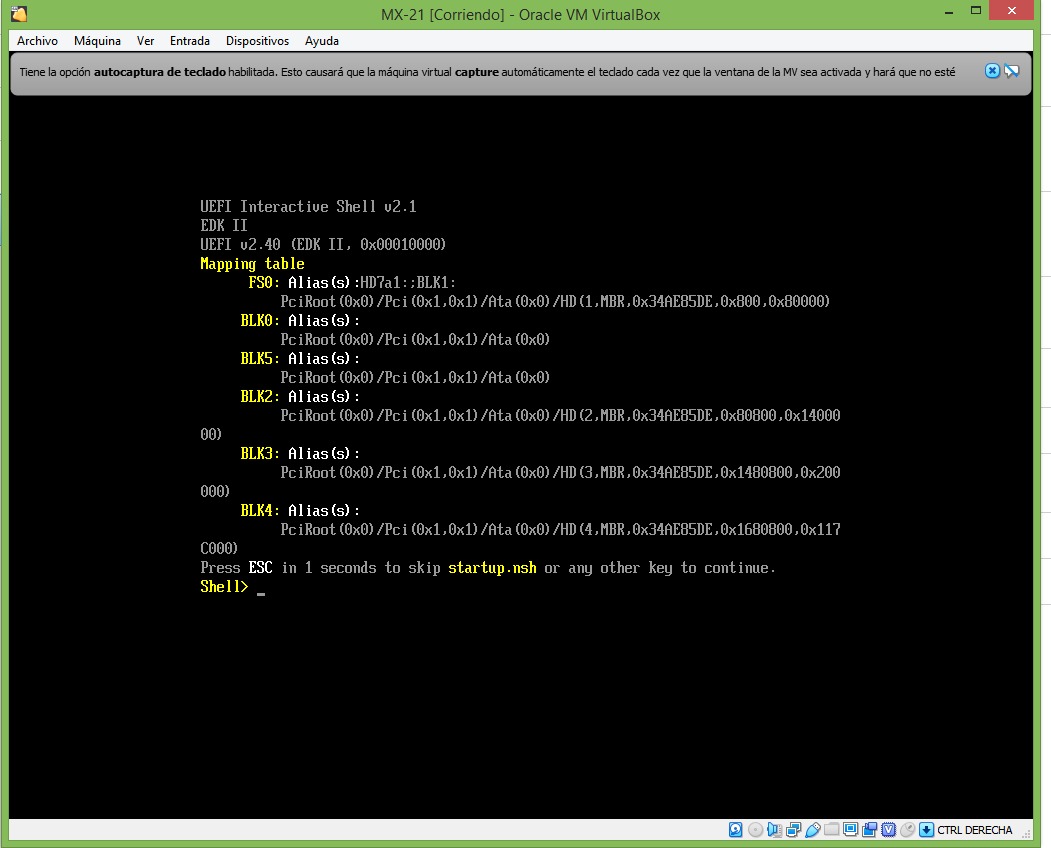 MX-21 [Corriendo] - Oracle VM VirtualBox
Archivo Máquina Ver Entrada Dispositivos Ayuda
Tiene la opción autocaptura de teclado habilitada. Esto causará que la máquina virtual capture automáticamente el teclado cada vez que la ventana de la MV sea activada y hará que no esté
UEFI Interactive Shell v2.1
EDK II
UEFI v2.40 (EDK II, 0x00010000)
Mapping table
FS0: Alias(s):HD7a1:;BLK1:
PciRoot(0x0)/Pci(0x1,0x1)/Ata(0x0)/HD(1,MBR,0x34AE85DE,0x800,0x80000)
BLK0: Alias(s):
PciRoot(0x0)/Pci(0x1,0x1)/Ata(0x0)
BLK5: Alias(s):
PciRoot(0x0)/Pci(0x1,0x1)/Ata(0x0)
BLK2: Alias(s):
PciRoot(0x0)/Pci(0x1,0x1)/Ata(0x0)/HD(2,MBR,0x34AE85DE,0x80800,0x14000
00)
BLK3: Alias(s):
PciRoot(0x0)/Pci(0x1,0x1)/Ata(0x0)/HD(3,MBR,0x34AE85DE,0x1480800,0x200
000)
BLK4: Alias(s):
PciRoot(0x0)/Pci(0x1,0x1)/Ata(0x0)/HD(4,MBR,0x34AE85DE,0x1680800,0x117
C000)
Press ESC in 1 seconds to skip startup.nsh or any other key to continue.
Shell> _
CTRL DERECHA